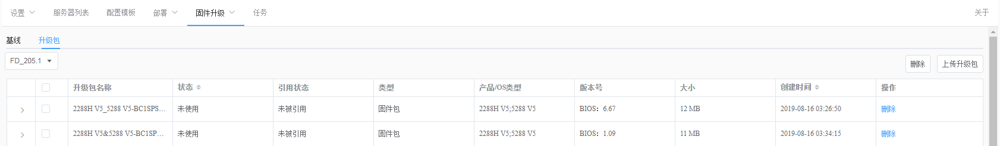 设置 服务器列表 配置模板 部署 固件升级 任务 关于
基线 升级包
FD_205.1 删除 上传升级包
升级包名称 状态 引用状态 类型 产品/OS类型 版本号 大小 创建时间 操作
2288H V5_5288 V5-BC1SPS... 未使用 未被引用 固件包 2288H V5;5288 V5 BIOS：6.67 12 MB 2019-08-16 03:26:50 删除
2288H V5&5288 V5-BC1SP... 未使用 未被引用 固件包 2288H V5;5288 V5 BIOS：1.09 11 MB 2019-08-16 03:34:15 删除